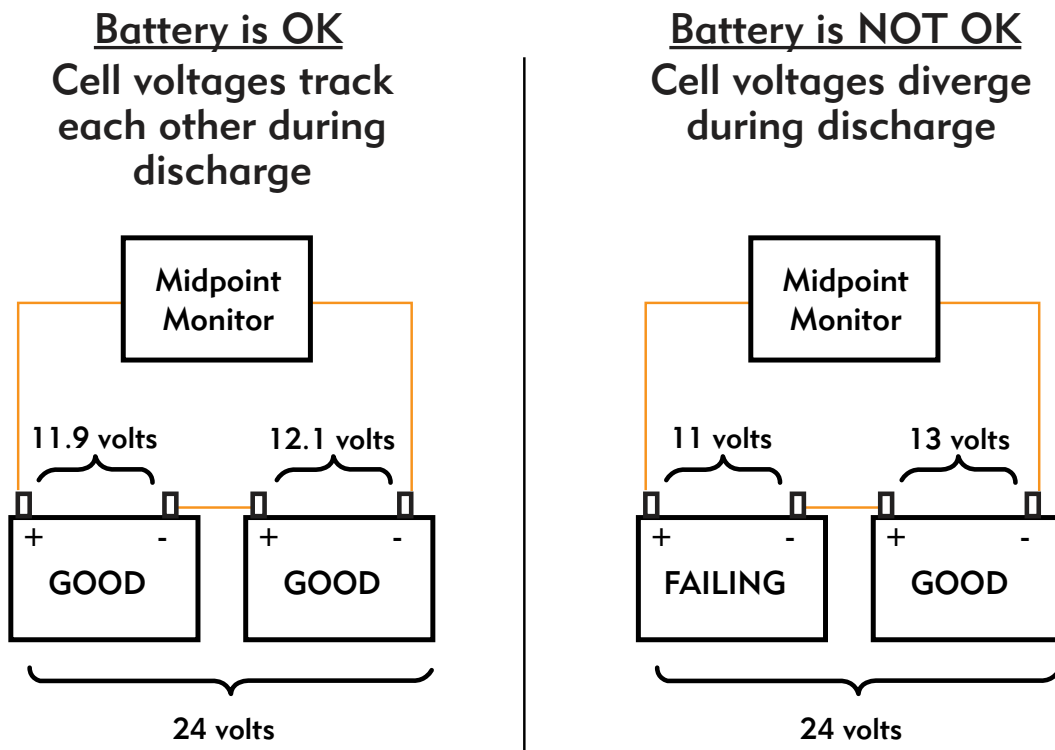 Battery is OK
Cell voltages track
each other during
discharge
Midpoint
Monitor
11.9 volts
12.1 volts
+ -
+ -
GOOD
GOOD
24 volts
Battery is NOT OK
Cell voltages diverge
during discharge
Midpoint
Monitor
11 volts
13 volts
+ -
+ -
FAILING
GOOD
24 volts